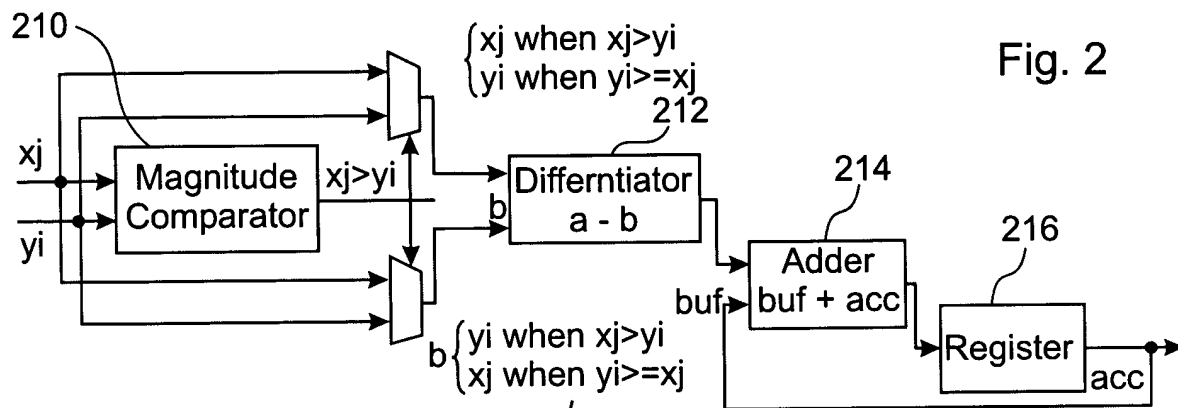 210
xj when xj>yi
yi when yi>=xj
Fig. 2
212
xj
Magnitude
Comparator
xj>yi
yi
b
Differntiator
a - b
214
Adder
buf + acc
buf
216
Register
acc
b
yi when xj>yi
xj when yi>=xj